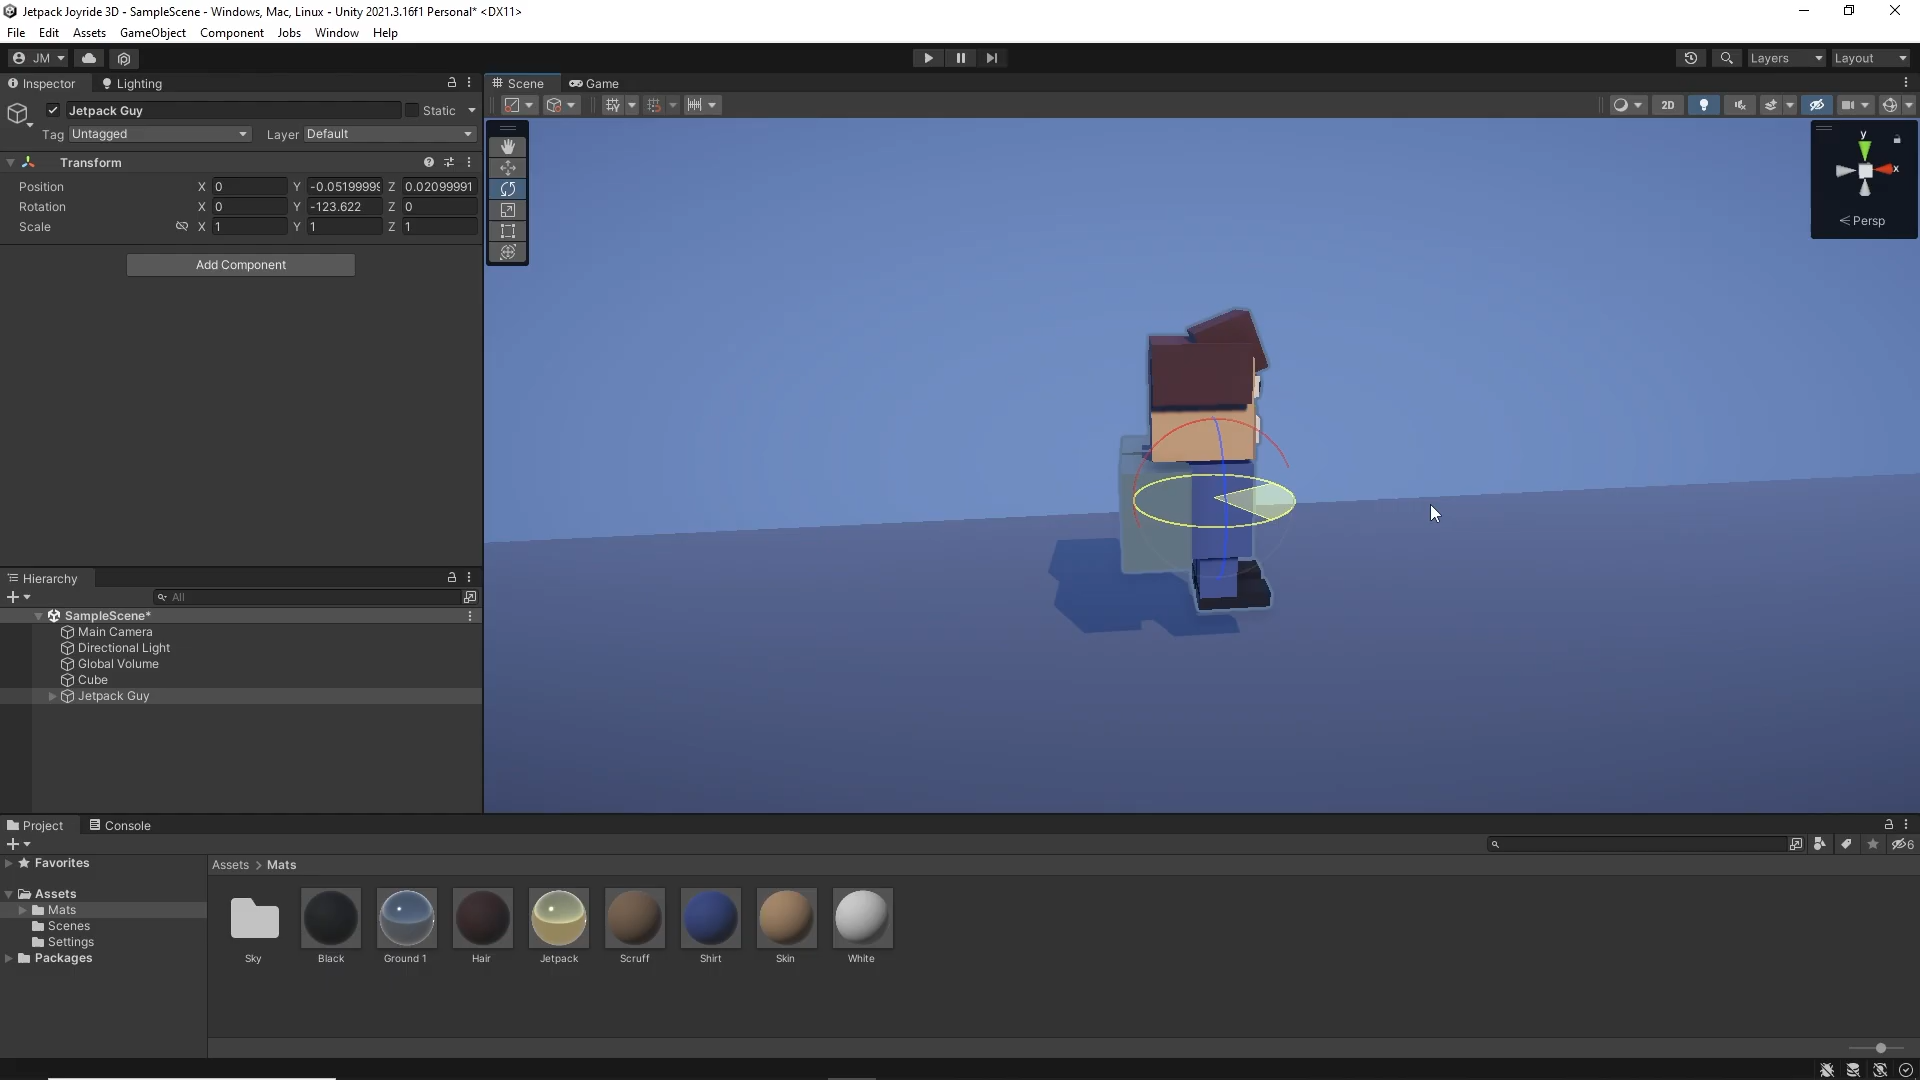 Jetpack Joyride 3D - SampleScene - Windows, Mac, Linux - Unity 2021.3.16f1 Personal* <DX11>
File Edit Assets GameObject Component Jobs Window Help
JM Layers Layout
Inspector Lighting
Scene Game
Jetpack Guy Static
2D
Tag Untagged Layer Default
Transform
Position X 0 Y -0.05199999 Z 0.02099991
Rotation X 0 Y -123.622 Z 0
Scale X 1 Y 1 Z 1
Add Component
y
x
< Persp
Hierarchy
All
SampleScene*
Main Camera
Directional Light
Global Volume
Cube
Jetpack Guy
Project Console
6
Favorites
Assets
Mats
Scenes
Settings
Packages
Assets > Mats
Sky Black Ground 1 Hair Jetpack Scruff Shirt Skin White